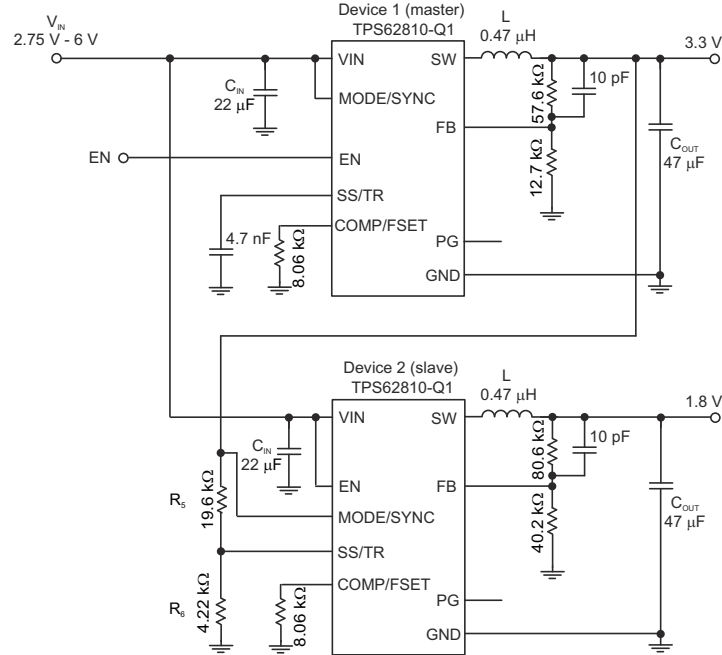 V_IN
2.75 V - 6 V
Device 1 (master)
TPS62810-Q1
L
0.47 μH
3.3 V
VIN
SW
C_IN
22 μF
MODE/SYNC
57.6 kΩ
10 pF
FB
EN
EN
12.7 kΩ
C_OUT
47 μF
SS/TR
COMP/FSET
4.7 nF
8.06 kΩ
PG
GND
Device 2 (slave)
TPS62810-Q1
L
0.47 μH
1.8 V
VIN
SW
C_IN
22 μF
80.6 kΩ
10 pF
EN
FB
R_5
19.6 kΩ
MODE/SYNC
40.2 kΩ
C_OUT
47 μF
SS/TR
R_6
4.22 kΩ
COMP/FSET
8.06 kΩ
PG
GND